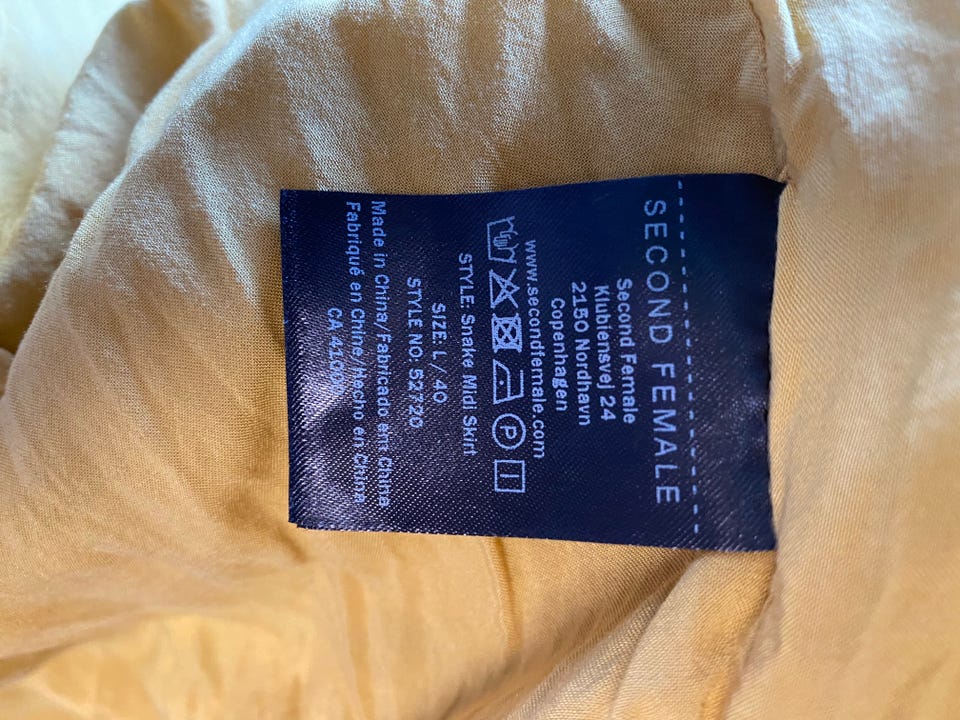 SECOND FEMALE
Second Female
Klubiensvej 24
2150 Nordhavn
Copenhagen
www.secondfemale.com
P
STYLE: Snake Midi Skirt
SIZE: L / 40
STYLE NO: 52720
Made in China/ Fabricado em China
Fabriqué en Chine/ Hecho en China
CA